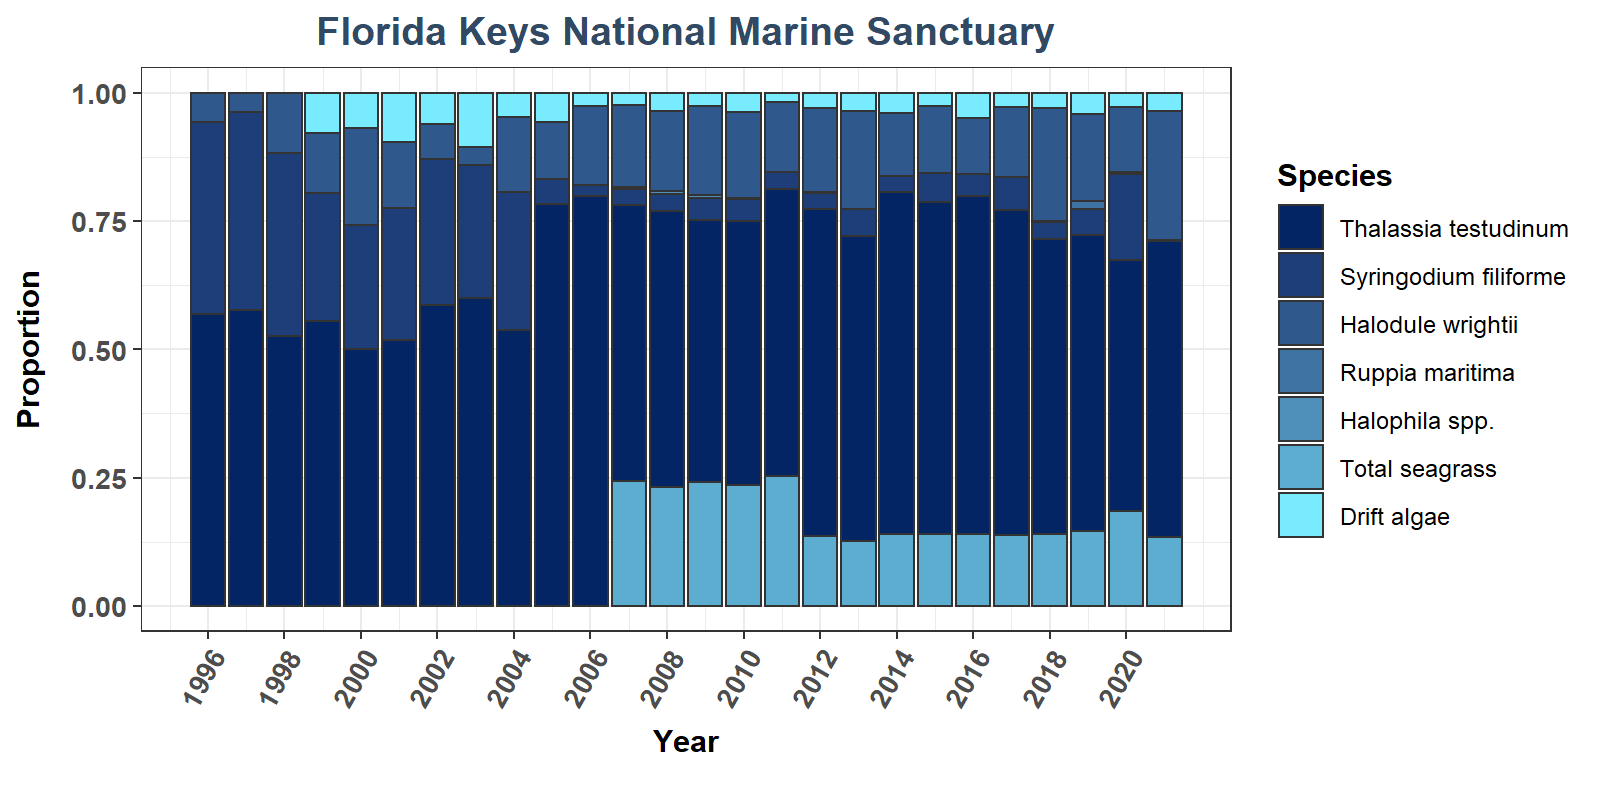 Florida Keys National Marine Sanctuary
1.00
0.75
0.50
0.25
0.00
Proportion
1996
1998
2000
2002
2004
2006
2008
2010
2012
2014
2016
2018
2020
Year
Species
Thalassia testudinum
Syringodium filiforme
Halodule wrightii
Ruppia maritima
Halophila spp.
Total seagrass
Drift algae